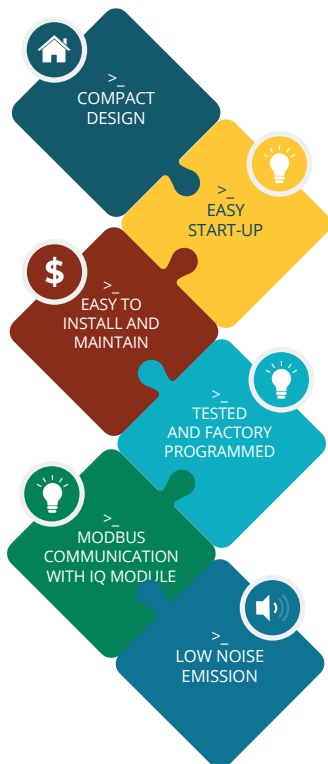 >_
COMPACT
DESIGN
>_
EASY
START-UP
$
>_
EASY TO
INSTALL AND
MAINTAIN
>_
TESTED
AND FACTORY
PROGRAMMED
>_
MODBUS
COMMUNICATION
WITH IQ MODULE
>_
LOW NOISE
EMISSION